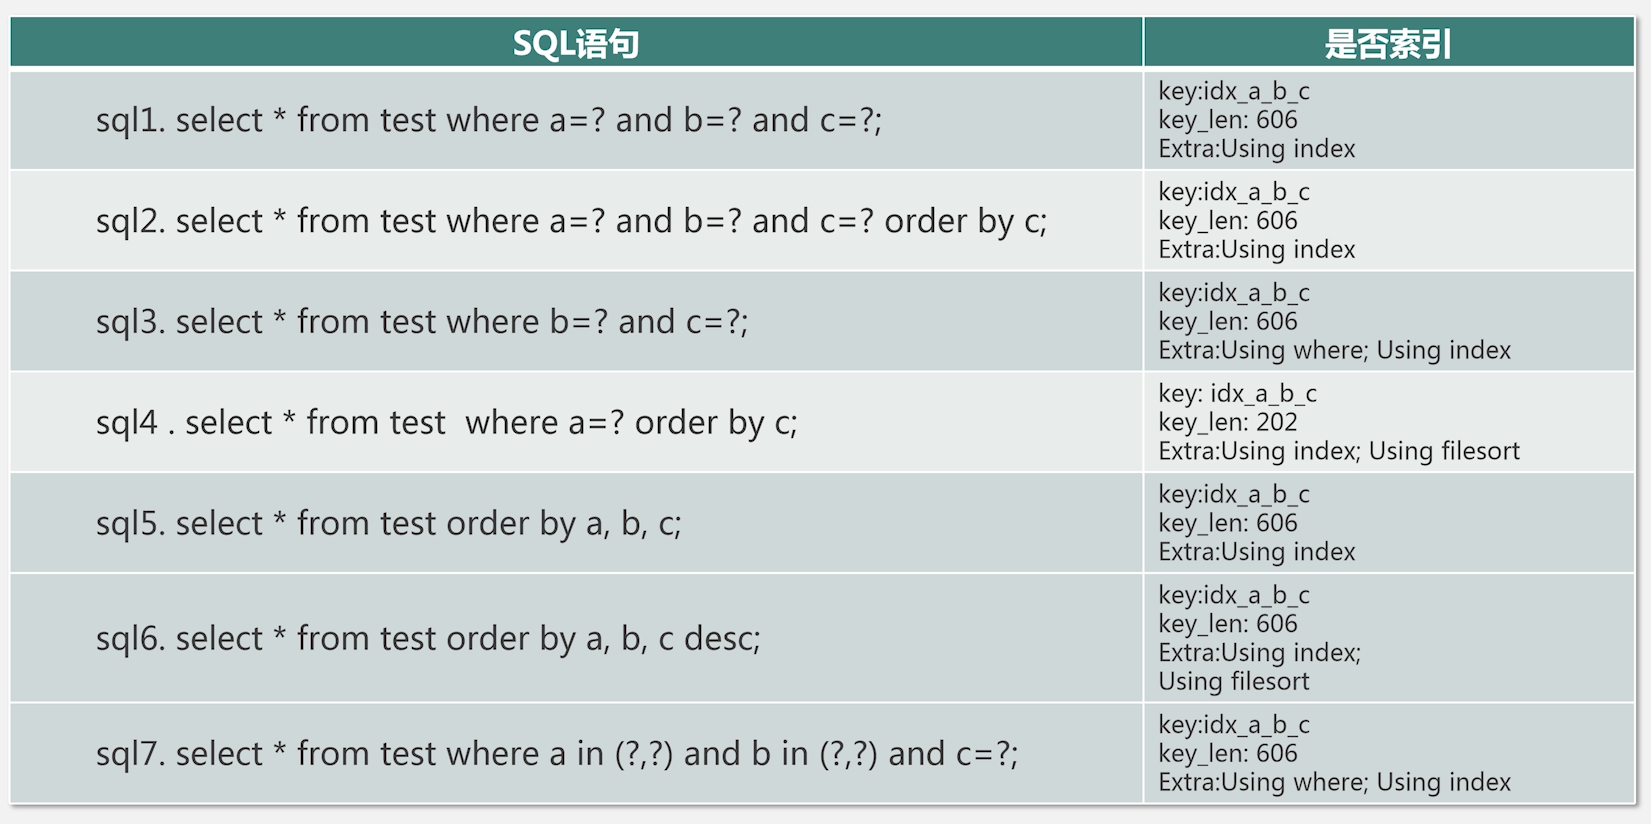 SQL语句
是否索引
sql1. select * from test where a=? and b=? and c=?;
key:idx_a_b_c
key_len: 606
Extra:Using index
sql2. select * from test where a=? and b=? and c=? order by c;
key:idx_a_b_c
key_len: 606
Extra:Using index
sql3. select * from test where b=? and c=?;
key:idx_a_b_c
key_len: 606
Extra:Using where; Using index
sql4 . select * from test  where a=? order by c;
key: idx_a_b_c
key_len: 202
Extra:Using index; Using filesort
sql5. select * from test order by a, b, c;
key:idx_a_b_c
key_len: 606
Extra:Using index
sql6. select * from test order by a, b, c desc;
key:idx_a_b_c
key_len: 606
Extra:Using index;
Using filesort
sql7. select * from test where a in (?,?) and b in (?,?) and c=?;
key:idx_a_b_c
key_len: 606
Extra:Using where; Using index